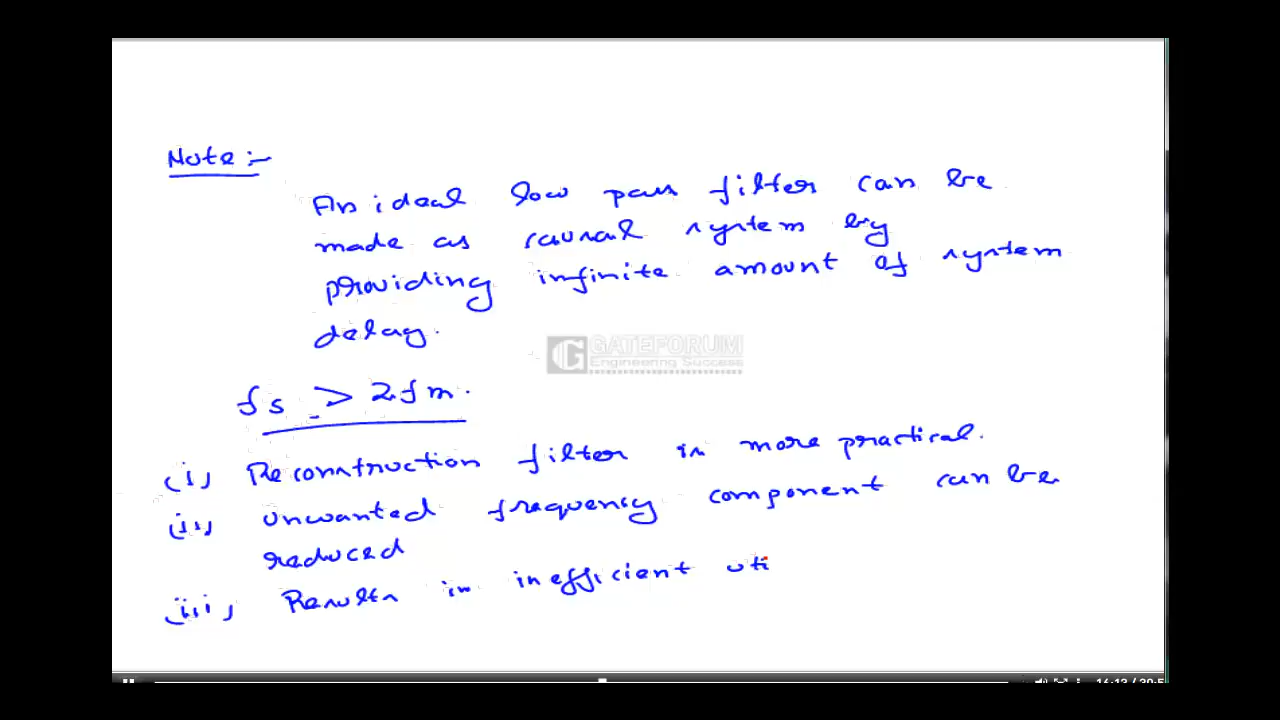 Note :-
An ideal low pass filter can be
made as causal system by
providing infinite amount of system
delay.
GATEFORUM
Engineering Success
fs > 2fm.
(i) Reconstruction filter is more practical.
(ii) unwanted frequency component can be
reduced
(iii) Results in inefficient uti